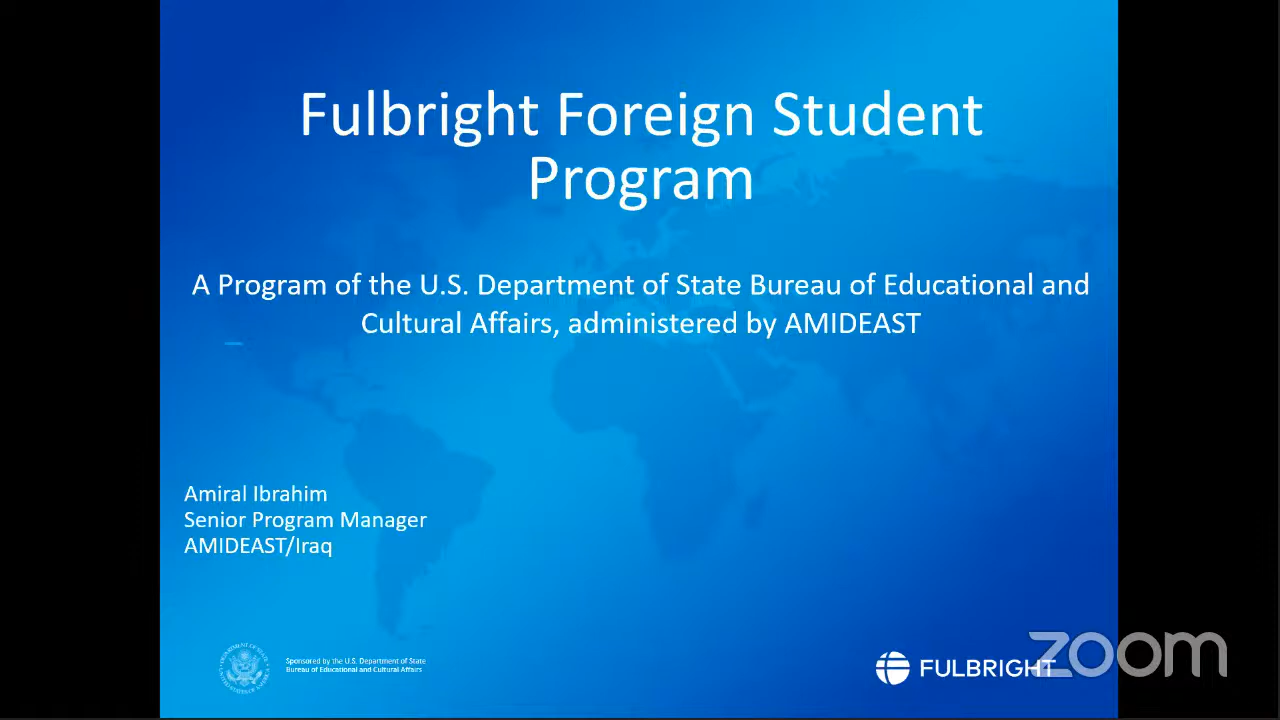 Fulbright Foreign Student
Program
A Program of the U.S. Department of State Bureau of Educational and
Cultural Affairs, administered by AMIDEAST
Amiral Ibrahim
Senior Program Manager
AMIDEAST/Iraq
Sponsored by the U.S. Department of State
Bureau of Educational and Cultural Affairs
FULBRIGHT
zoom